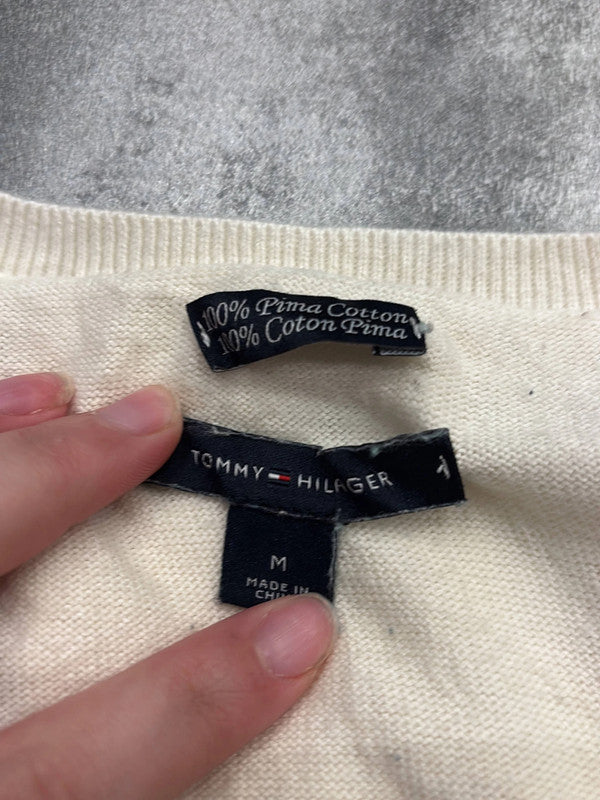 100% Pima Cotton
100% Coton Pima
TOMMY HILFIGER
M
MADE IN